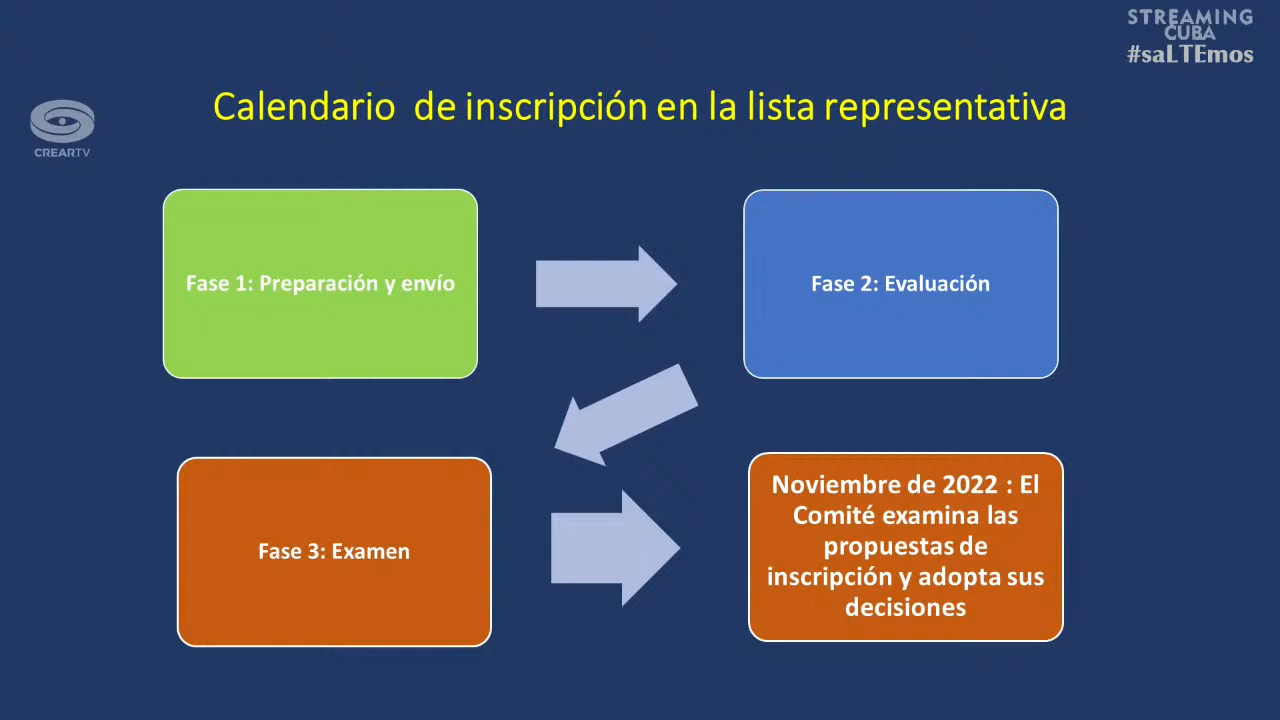 STREAMING
CUBA
#saLTEmos
Calendario de inscripción en la lista representativa
CREARTV
Fase 1: Preparación y envío
Fase 2: Evaluación
Fase 3: Examen
Noviembre de 2022 : El
Comité examina las
propuestas de
inscripción y adopta sus
decisiones